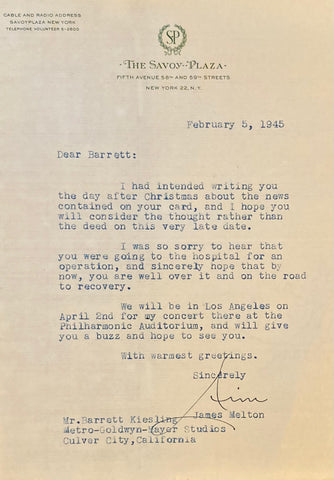 CABLE AND RADIO ADDRESS
SAVOYPLAZA NEW YORK
TELEPHONE VOLUNTEER 5-2600
SP
·THE SAVOY-PLAZA·
FIFTH AVENUE 58TH AND 59TH STREETS
NEW YORK 22, N.Y.
February 5, 1945
Dear Barrett:
I had intended writing you
the day after Christmas about the news
contained on your card, and I hope you
will consider the thought rather than
the deed on this very late date.
I was so sorry to hear that
you were going to the hospital for an
operation, and sincerely hope that by
now, you are well over it and on the road
to recovery.
We will be in Los Angeles on
April 2nd for my concert there at the
Philharmonic Auditorium, and will give
you a buzz and hope to see you.
With warmest greetings.
Sincerely
Jim
James Melton
Mr.Barrett Kiesling
Metro-Goldwyn-Mayer Studios
Culver City,California